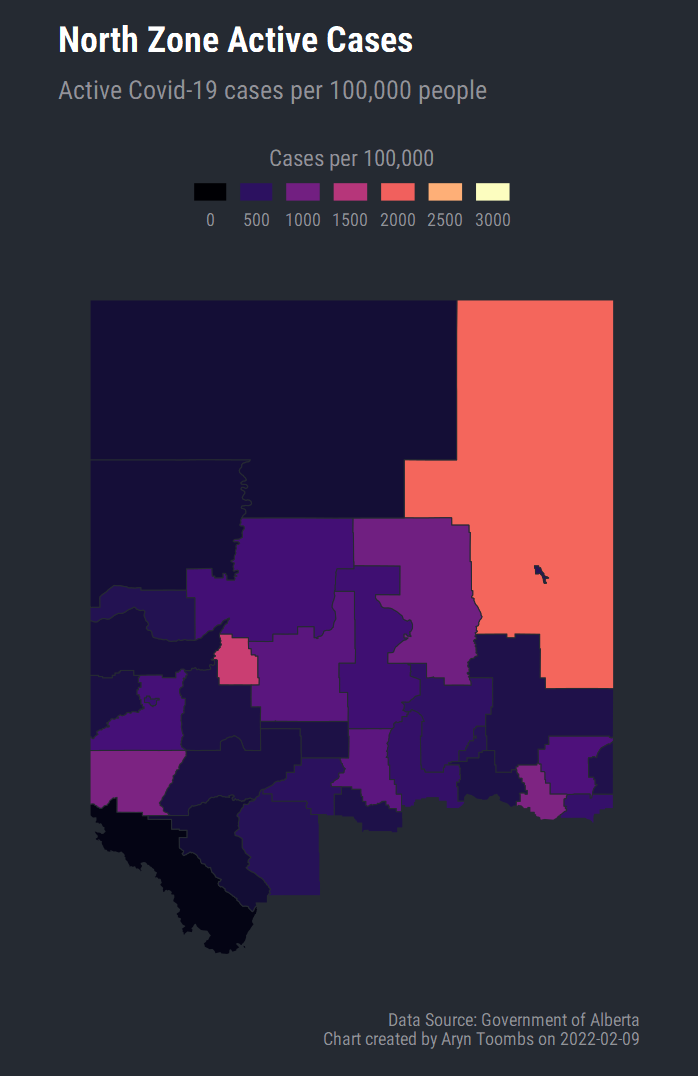 North Zone Active Cases
Active Covid-19 cases per 100,000 people
Cases per 100,000
0 500 1000 1500 2000 2500 3000
Data Source: Government of Alberta
Chart created by Aryn Toombs on 2022-02-09